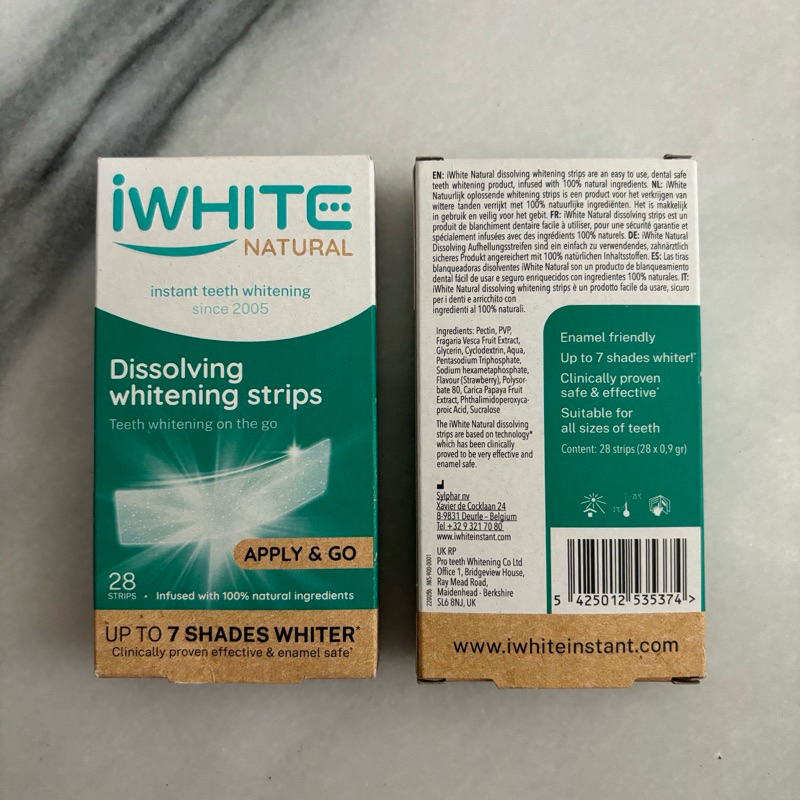 iWHITE
NATURAL
instant teeth whitening
since 2005
Dissolving
whitening strips
Teeth whitening on the go
APPLY & GO
28
STRIPS • Infused with 100% natural ingredients
UP TO 7 SHADES WHITER*
Clinically proven effective & enamel safe*
EN: iWhite Natural dissolving whitening strips are an easy to use, dental safe
teeth whitening product, infused with 100% natural ingredients. NL: iWhite
Natuurlijk oplossende whitening strips is een product voor het verkrijgen van
wittere tanden verrijkt met 100% natuurlijke ingrediënten. Het is makkelijk
in gebruik en veilig voor het gebit. FR: iWhite Natural dissolving strips est un
produit de blanchiment dentaire facile à utiliser, pour une sécurité garantie et
spécialement infusées avec des ingrédients 100% naturels. DE: iWhite Natural
Dissolving Aufhellungsstreifen sind ein einfach zu verwendendes, zahnärztlich
sicheres Produkt angereichert mit 100% natürlichen Inhaltsstoffen. ES: Las tiras
blanqueadoras disolventes iWhite Natural son un producto de blanqueamiento
dental fácil de usar e seguro enriquecidos con ingredientes 100% naturales. IT:
iWhite Natural dissolving whitening strips è un prodotto facile da usare, sicuro
per i denti e arricchito con
ingredienti al 100% naturali.
Ingredients: Pectin, PVP,
Fragaria Vesca Fruit Extract,
Glycerin, Cyclodextrin, Aqua,
Pentasodium Triphosphate,
Sodium hexametaphosphate,
Flavour (Strawberry), Polysor-
bate 80, Carica Papaya Fruit
Extract, Phthalimidoperoxyca-
proic Acid, Sucralose
The iWhite Natural dissolving
strips are based on technology*
which has been clinically
proved to be very effective and
enamel safe.
Sylphar nv
Xavier de Cocklaan 24
B-9831 Deurle - Belgium
Tel +32 9 321 70 80
www.iwhiteinstant.com
UK RP
Pro teeth Whitening Co Ltd
Office 1, Bridgeview House,
Ray Mead Road,
Maidenhead - Berkshire
SL6 8NJ, UK
Enamel friendly
Up to 7 shades whiter!*
Clinically proven
safe & effective*
Suitable for
all sizes of teeth
Content: 28 strips (28 x 0,9 gr)
5 425012 535374 >
www.iwhiteinstant.com